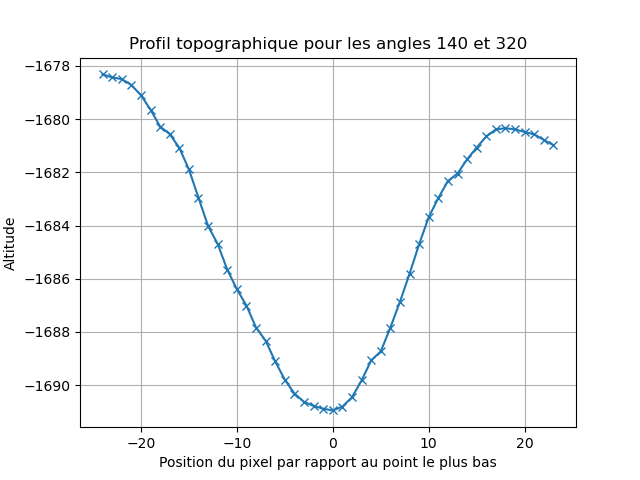 Profil topographique pour les angles 140 et 320
−1678
−1680
−1682
−1684
−1686
−1688
−1690
Altitude
−20 −10 0 10 20
Position du pixel par rapport au point le plus bas